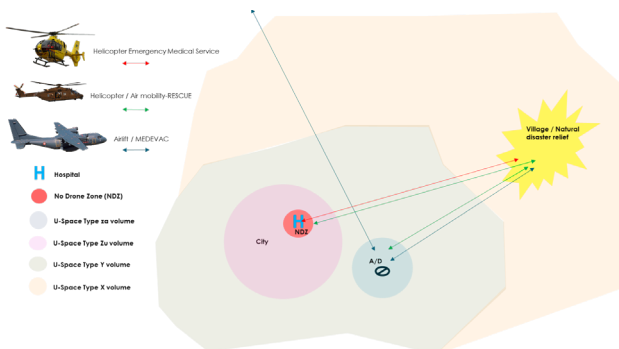 Helicopter Emergency Medical Service
Helicopter / Air mobility-RESCUE
Airlift / MEDEVAC
H Hospital
No Drone Zone (NDZ)
U-Space Type za volume
U-Space Type Zu volume
U-Space Type Y volume
U-Space Type X volume
Village / Natural
disaster relief
H
NDZ
City
A/D